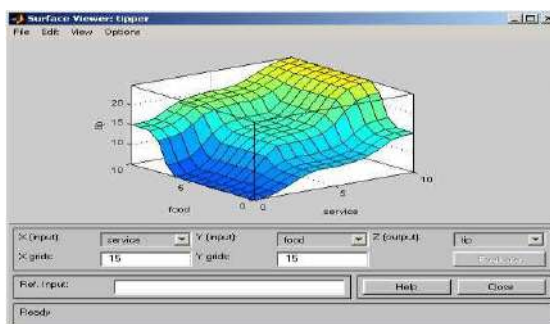 Surface Viewer: tipper
File Edit View Options
20
15
10
tip
10
5
0
food
0
5
10
service
X (input): service Y (input): food Z (output): tip
X grids: 15 Y grids: 15
Ref. Input: Help Close
Ready